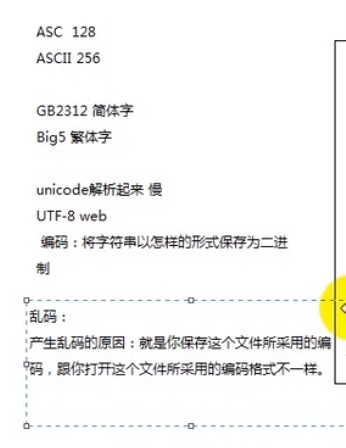 ASC  128
ASCII 256
GB2312 简体字
Big5 繁体字
unicode解析起来 慢
UTF-8 web
编码：将字符串以怎样的形式保存为二进
制
乱码：
产生乱码的原因：就是你保存这个文件所采用的编
码，跟你打开这个文件所采用的编码格式不一样。